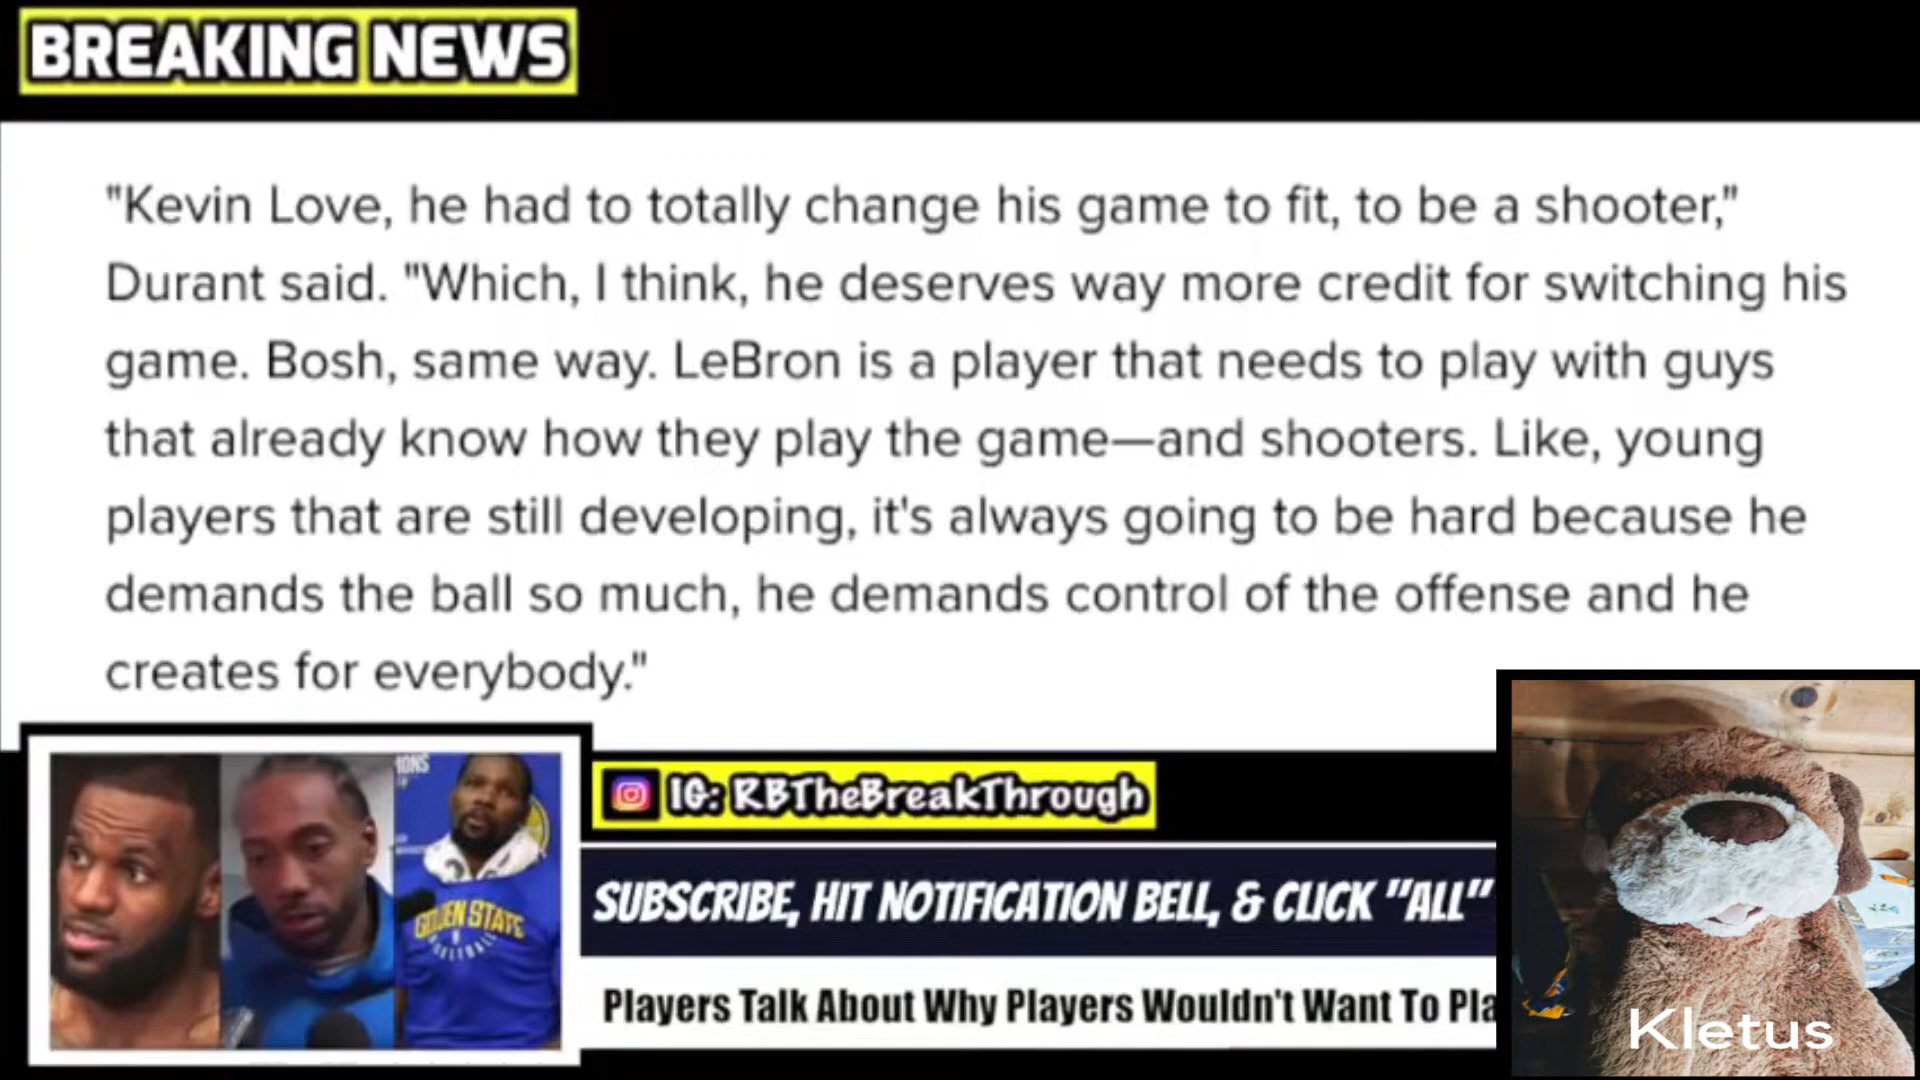 BREAKING NEWS
"Kevin Love, he had to totally change his game to fit, to be a shooter,"
Durant said. "Which, I think, he deserves way more credit for switching his
game. Bosh, same way. LeBron is a player that needs to play with guys
that already know how they play the game—and shooters. Like, young
players that are still developing, it's always going to be hard because he
demands the ball so much, he demands control of the offense and he
creates for everybody."
IG: RBTheBreakThrough
SUBSCRIBE, HIT NOTIFICATION BELL, & CLICK "ALL"
Players Talk About Why Players Wouldn't Want To Pla
GOLDEN STATE
BASKETBALL
Kletus